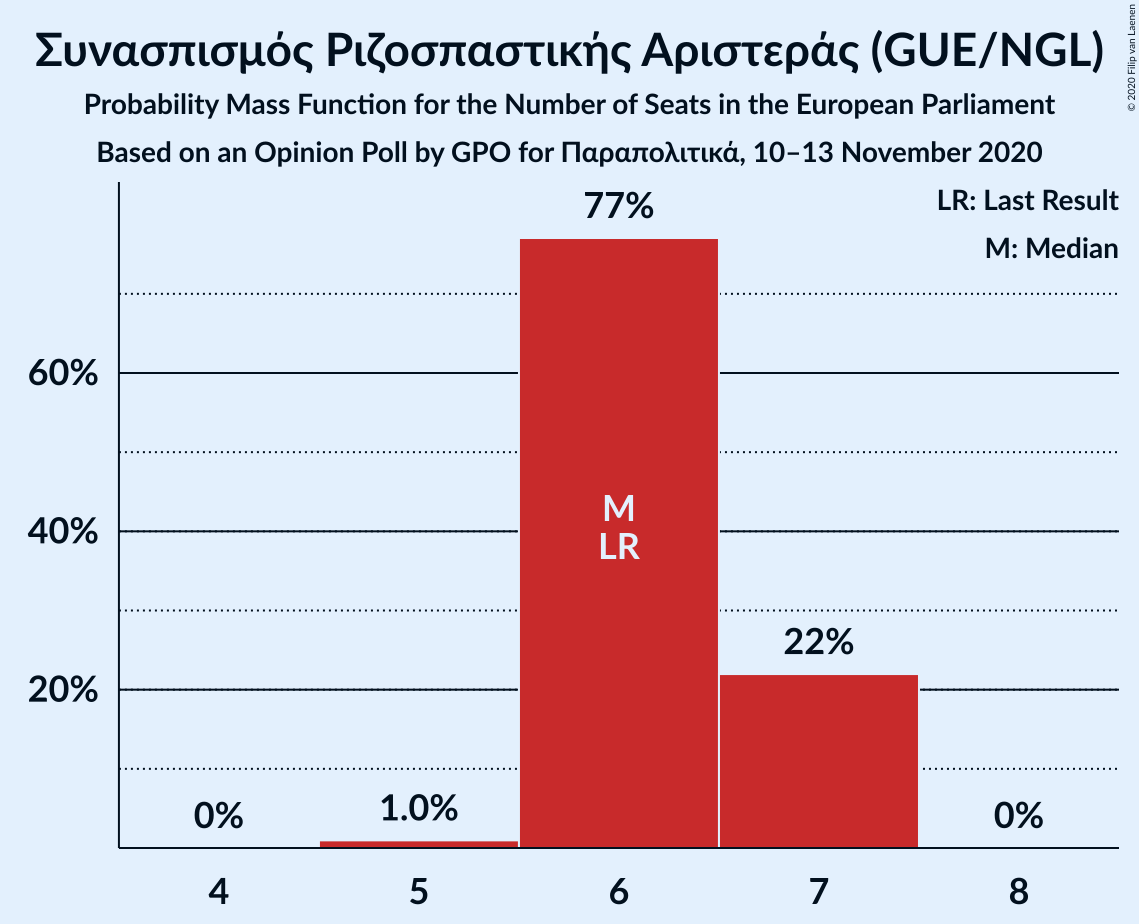 Συνασπισμός Ριζοσπαστικής Αριστεράς (GUE/NGL)
Probability Mass Function for the Number of Seats in the European Parliament
Based on an Opinion Poll by GPO for Παραπολιτικά, 10–13 November 2020
© 2020 Filip van Laenen
LR: Last Result
M: Median
77%
60%
M
40%
LR
22%
20%
0%
1.0%
0%
4
5
6
7
8